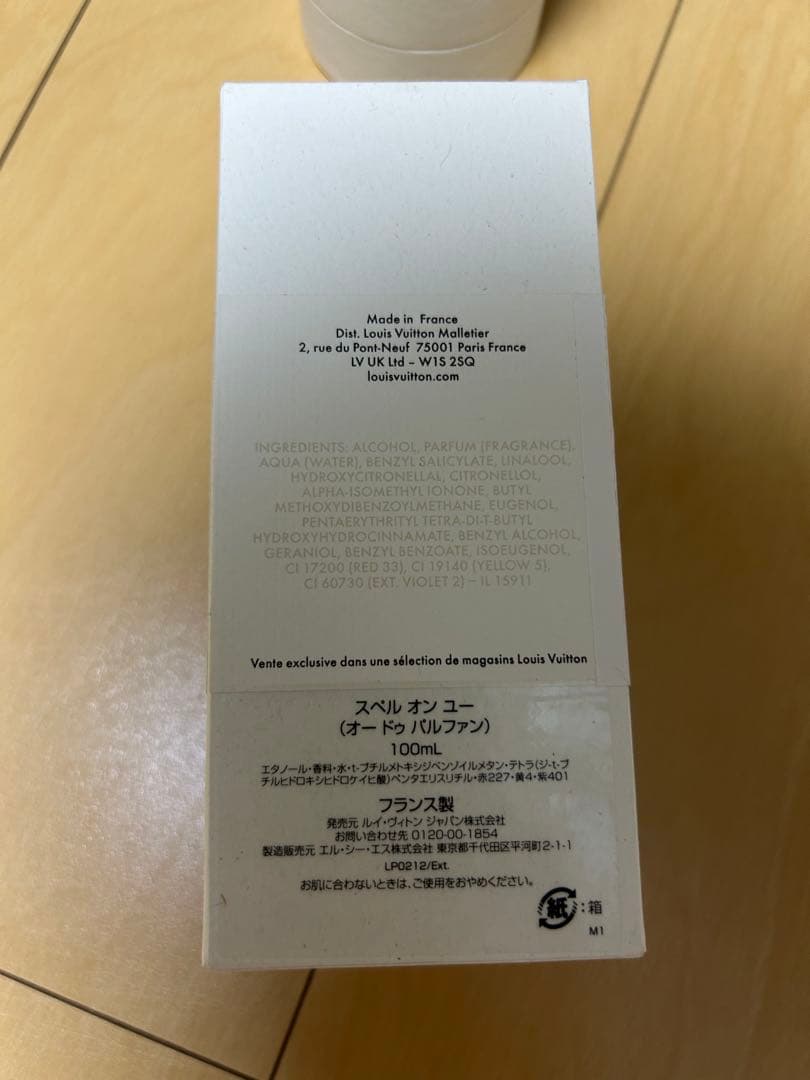 Made in France
Dist. Louis Vuitton Malletier
2, rue du Pont-Neuf 75001 Paris France
LV UK Ltd – W1S 2SQ
louisvuitton.com
INGREDIENTS: ALCOHOL, PARFUM (FRAGRANCE),
AQUA (WATER), BENZYL SALICYLATE, LINALOOL,
HYDROXYCITRONELLAL, CITRONELLOL,
ALPHA-ISOMETHYL IONONE, BUTYL
METHOXYDIBENZOYLMETHANE, EUGENOL,
PENTAERYTHRITYL TETRA-DI-T-BUTYL
HYDROXYHYDROCINNAMATE, BENZYL ALCOHOL,
GERANIOL, BENZYL BENZOATE, ISOEUGENOL,
CI 17200 (RED 33), CI 19140 (YELLOW 5),
CI 60730 (EXT. VIOLET 2) – IL 15911
Vente exclusive dans une sélection de magasins Louis Vuitton
スペル オン ユー
(オー ドゥ パルファン)
100mL
エタノール・香料・水・t-ブチルメトキシジベンゾイルメタン・テトラ(ジ-t-ブ
チルヒドロキシヒドロケイヒ酸)ペンタエリスリチル・赤227・黄4・紫401
フランス製
発売元 ルイ・ヴィトン ジャパン株式会社
お問い合わせ先 0120-00-1854
製造販売元 エル・シー・エス株式会社 東京都千代田区平河町2-1-1
LP0212/Ext.
お肌に合わないときは、ご使用をおやめください。
紙:箱
M1